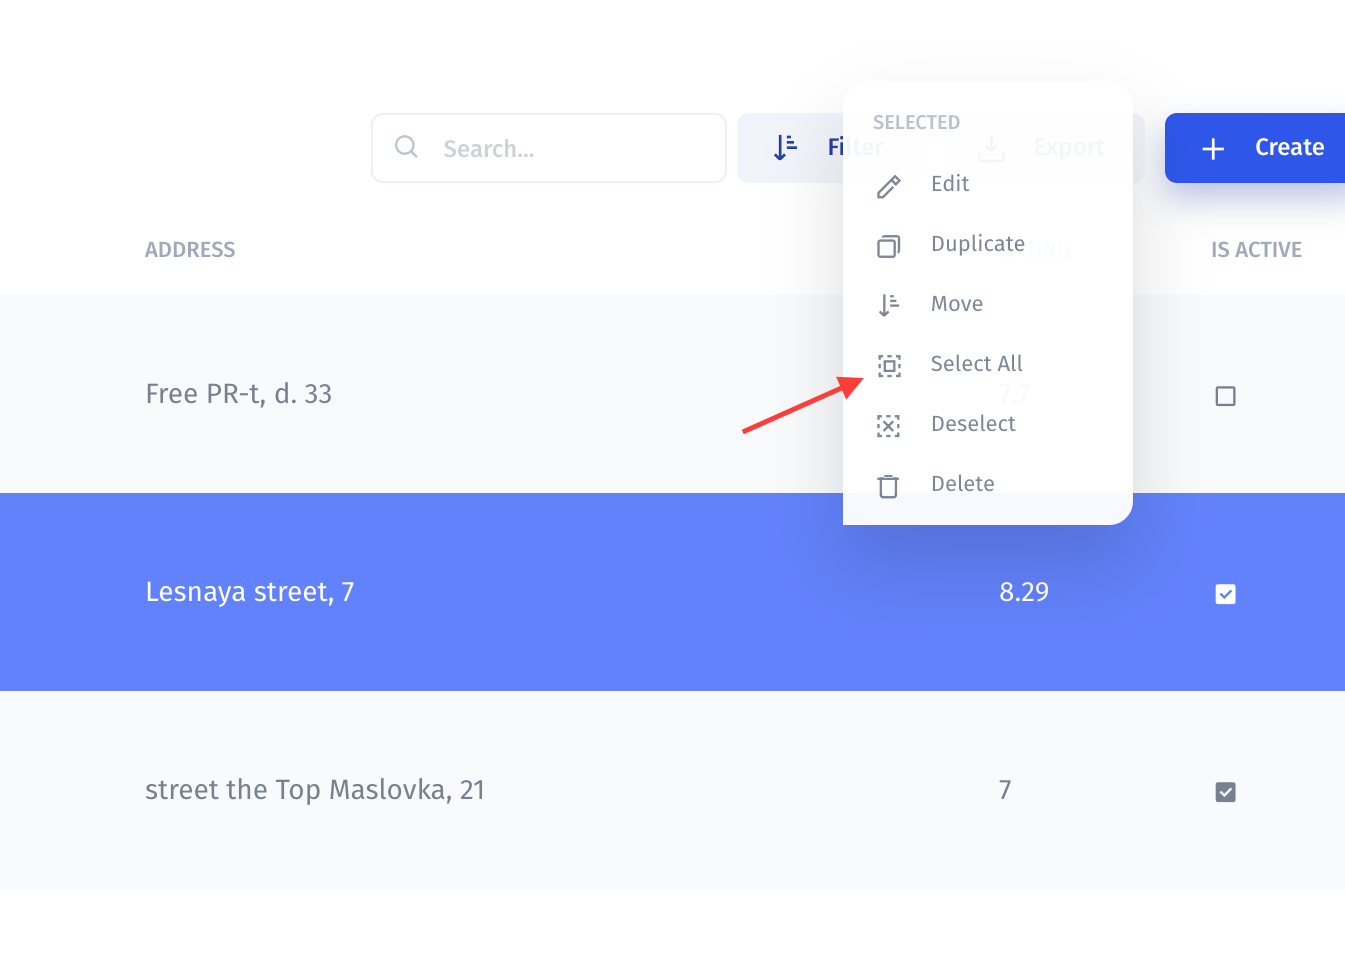 SELECTED
Search...
Filter
Export
Create
Edit
Duplicate
Move
Select All
Deselect
Delete
ADDRESS
IS ACTIVE
Free PR-t, d. 33
7.7
Lesnaya street, 7
8.29
street the Top Maslovka, 21
7